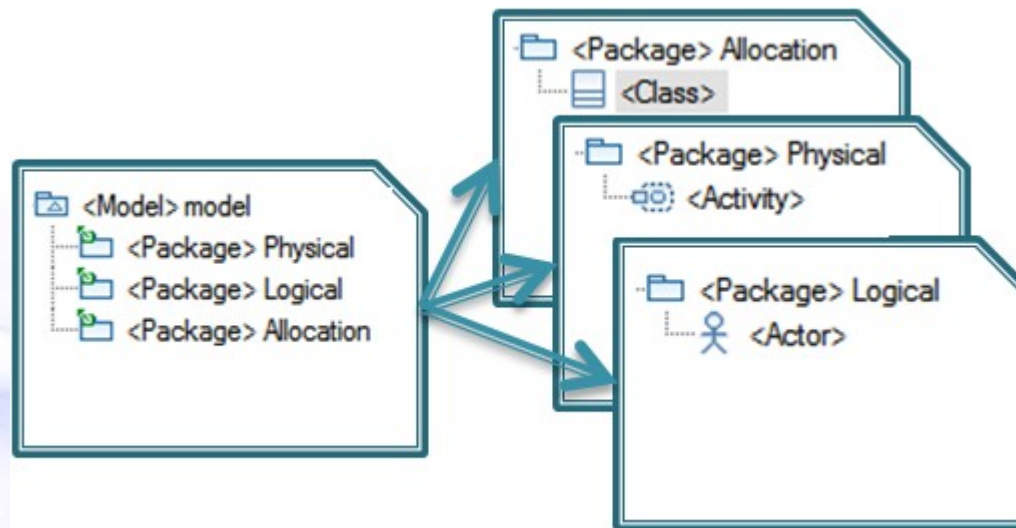 <Model> model
<Package> Physical
<Package> Logical
<Package> Allocation
<Package> Allocation
<Class>
<Package> Physical
<Activity>
<Package> Logical
<Actor>